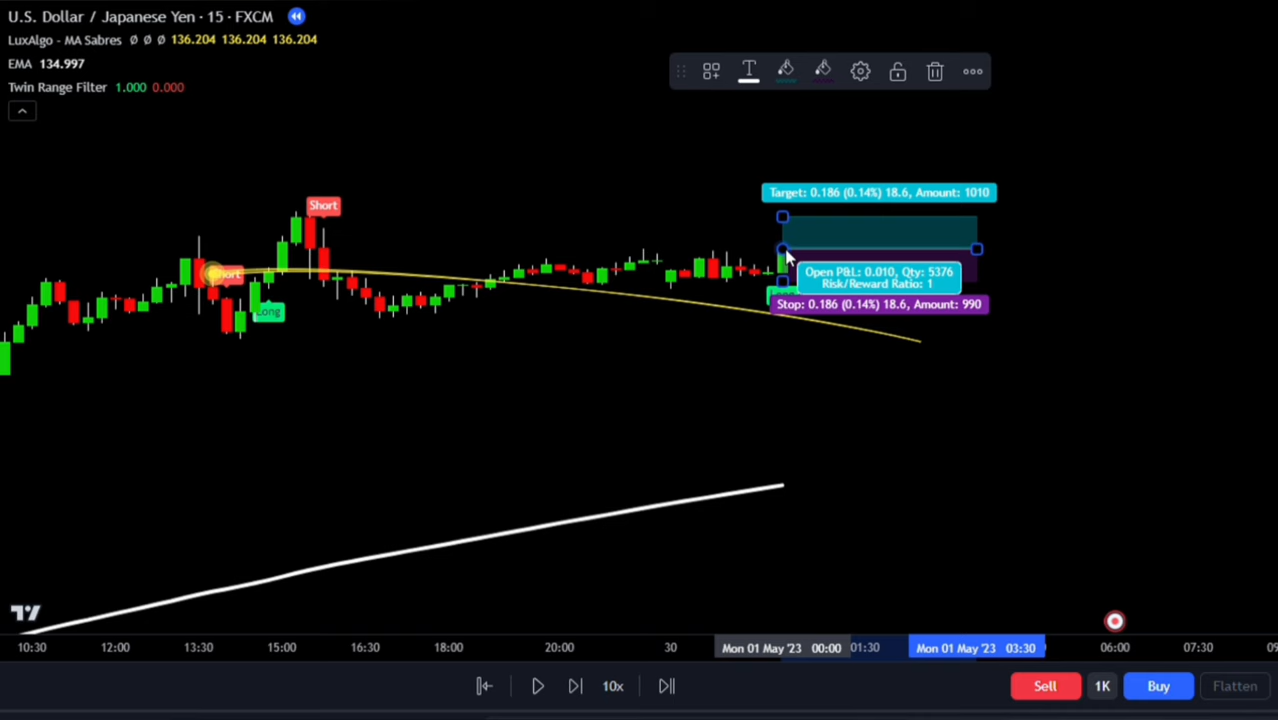 U.S. Dollar / Japanese Yen · 15 · FXCM
LuxAlgo - MA Sabres Ø Ø Ø 136.204 136.204 136.204
EMA 134.997
Twin Range Filter 1.000 0.000
T
Short
Target: 0.186 (0.14%) 18.6, Amount: 1010
Short
Open P&L: 0.010, Qty: 5376
Risk/Reward Ratio: 1
Long
Stop: 0.186 (0.14%) 18.6, Amount: 990
10:30 12:00 13:30 15:00 16:30 18:00 20:00 30 Mon 01 May '23 00:00 01:30 Mon 01 May '23 03:30 06:00 07:30
10x
Sell 1K Buy Flatten